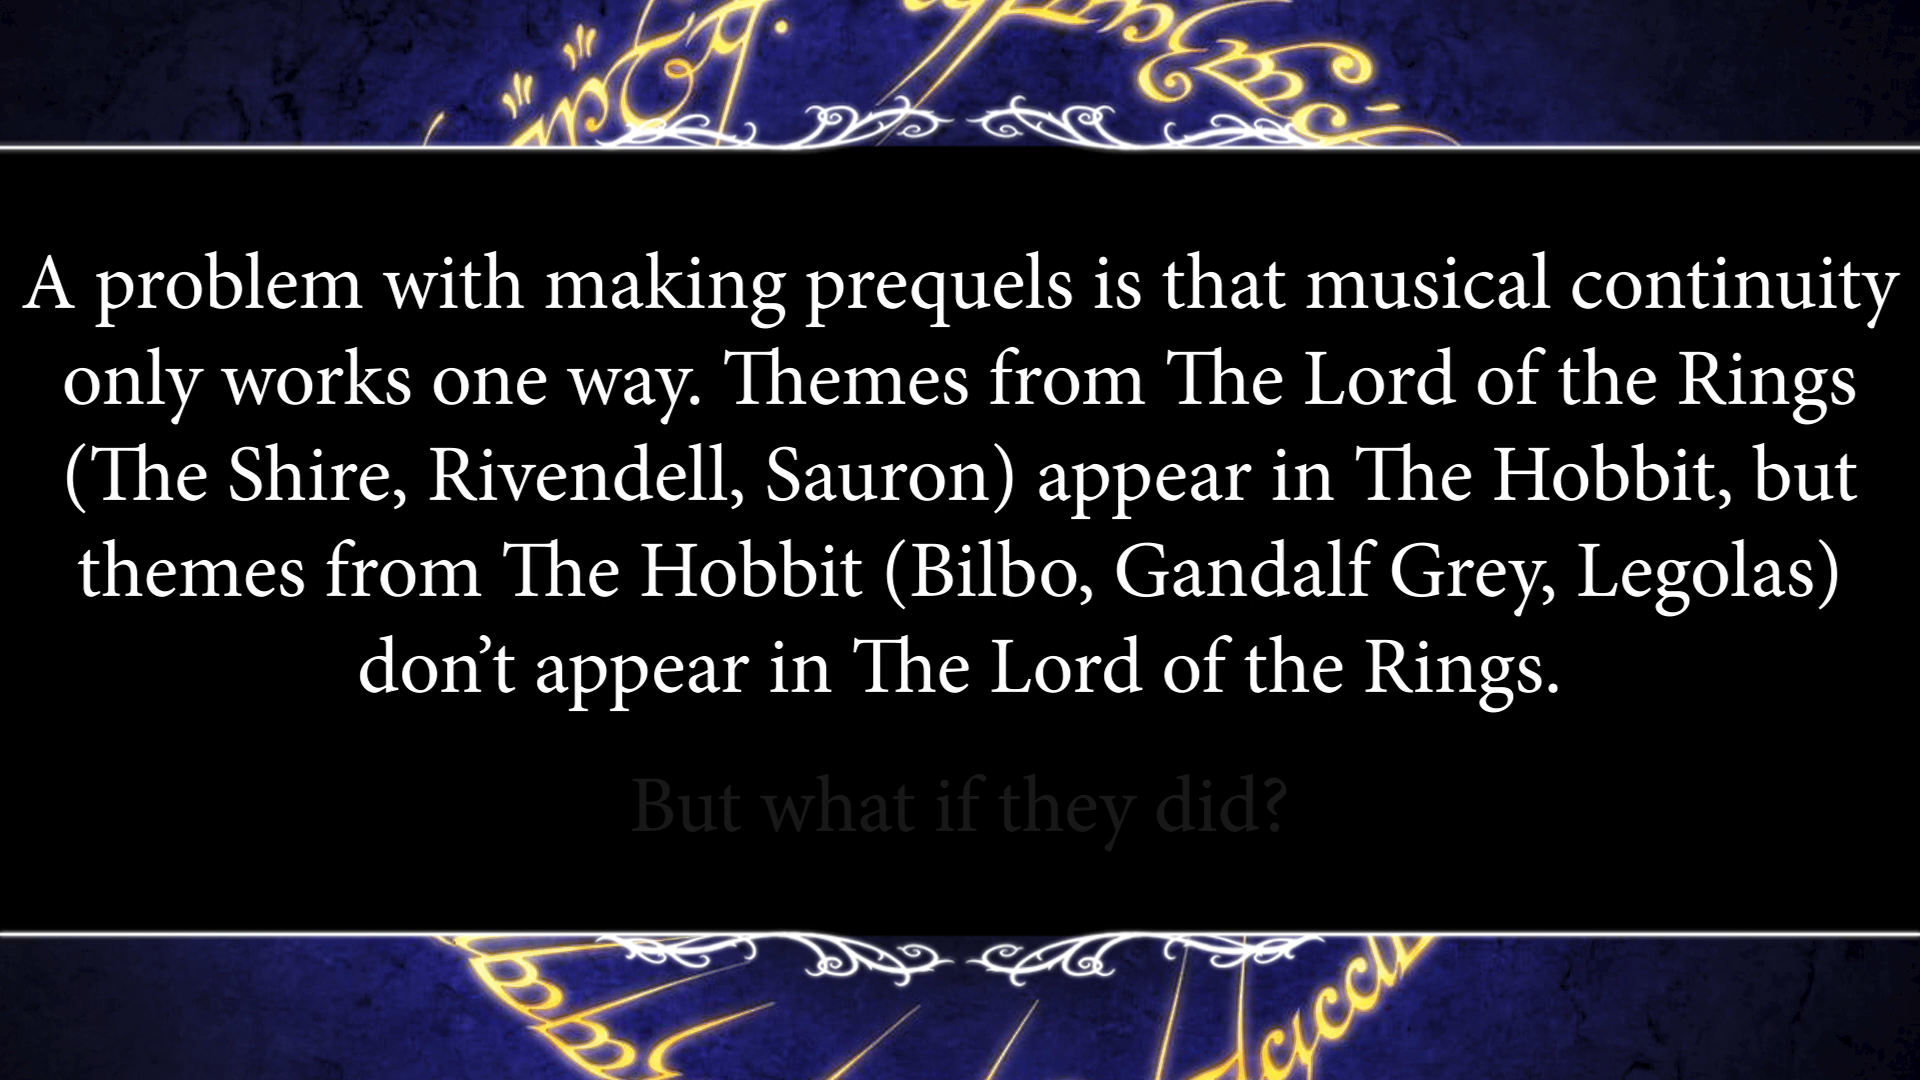 A problem with making prequels is that musical continuity
only works one way. Themes from The Lord of the Rings
(The Shire, Rivendell, Sauron) appear in The Hobbit, but
themes from The Hobbit (Bilbo, Gandalf Grey, Legolas)
don’t appear in The Lord of the Rings.
But what if they did?